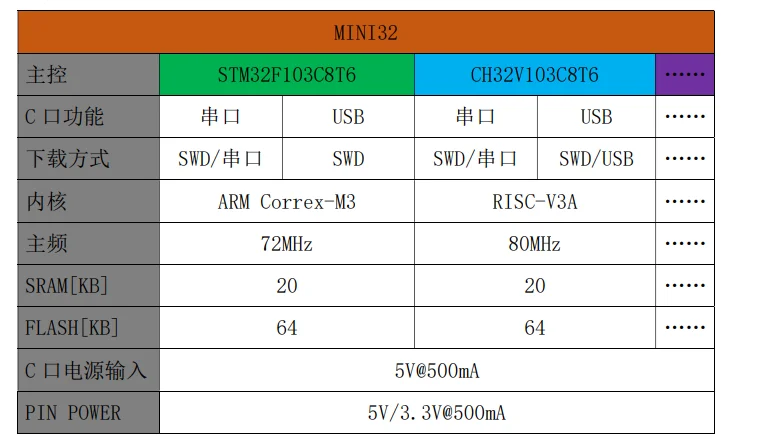 MINI32
主控 STM32F103C8T6 CH32V103C8T6 ······
C 口功能 串口 USB 串口 USB ······
下载方式 SWD/串口 SWD SWD/串口 SWD/USB ······
内核 ARM Correx-M3 RISC-V3A ······
主频 72MHz 80MHz ······
SRAM[KB] 20 20 ······
FLASH[KB] 64 64 ······
C 口电源输入 5V@500mA
PIN POWER 5V/3.3V@500mA